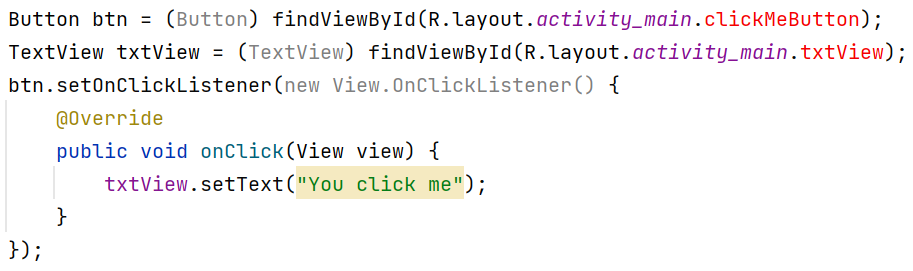 Button btn = (Button) findViewById(R.layout.activity_main.clickMeButton);
TextView txtView = (TextView) findViewById(R.layout.activity_main.txtView);
btn.setOnClickListener(new View.OnClickListener() {
    @Override
    public void onClick(View view) {
        txtView.setText("You click me");
    }
});